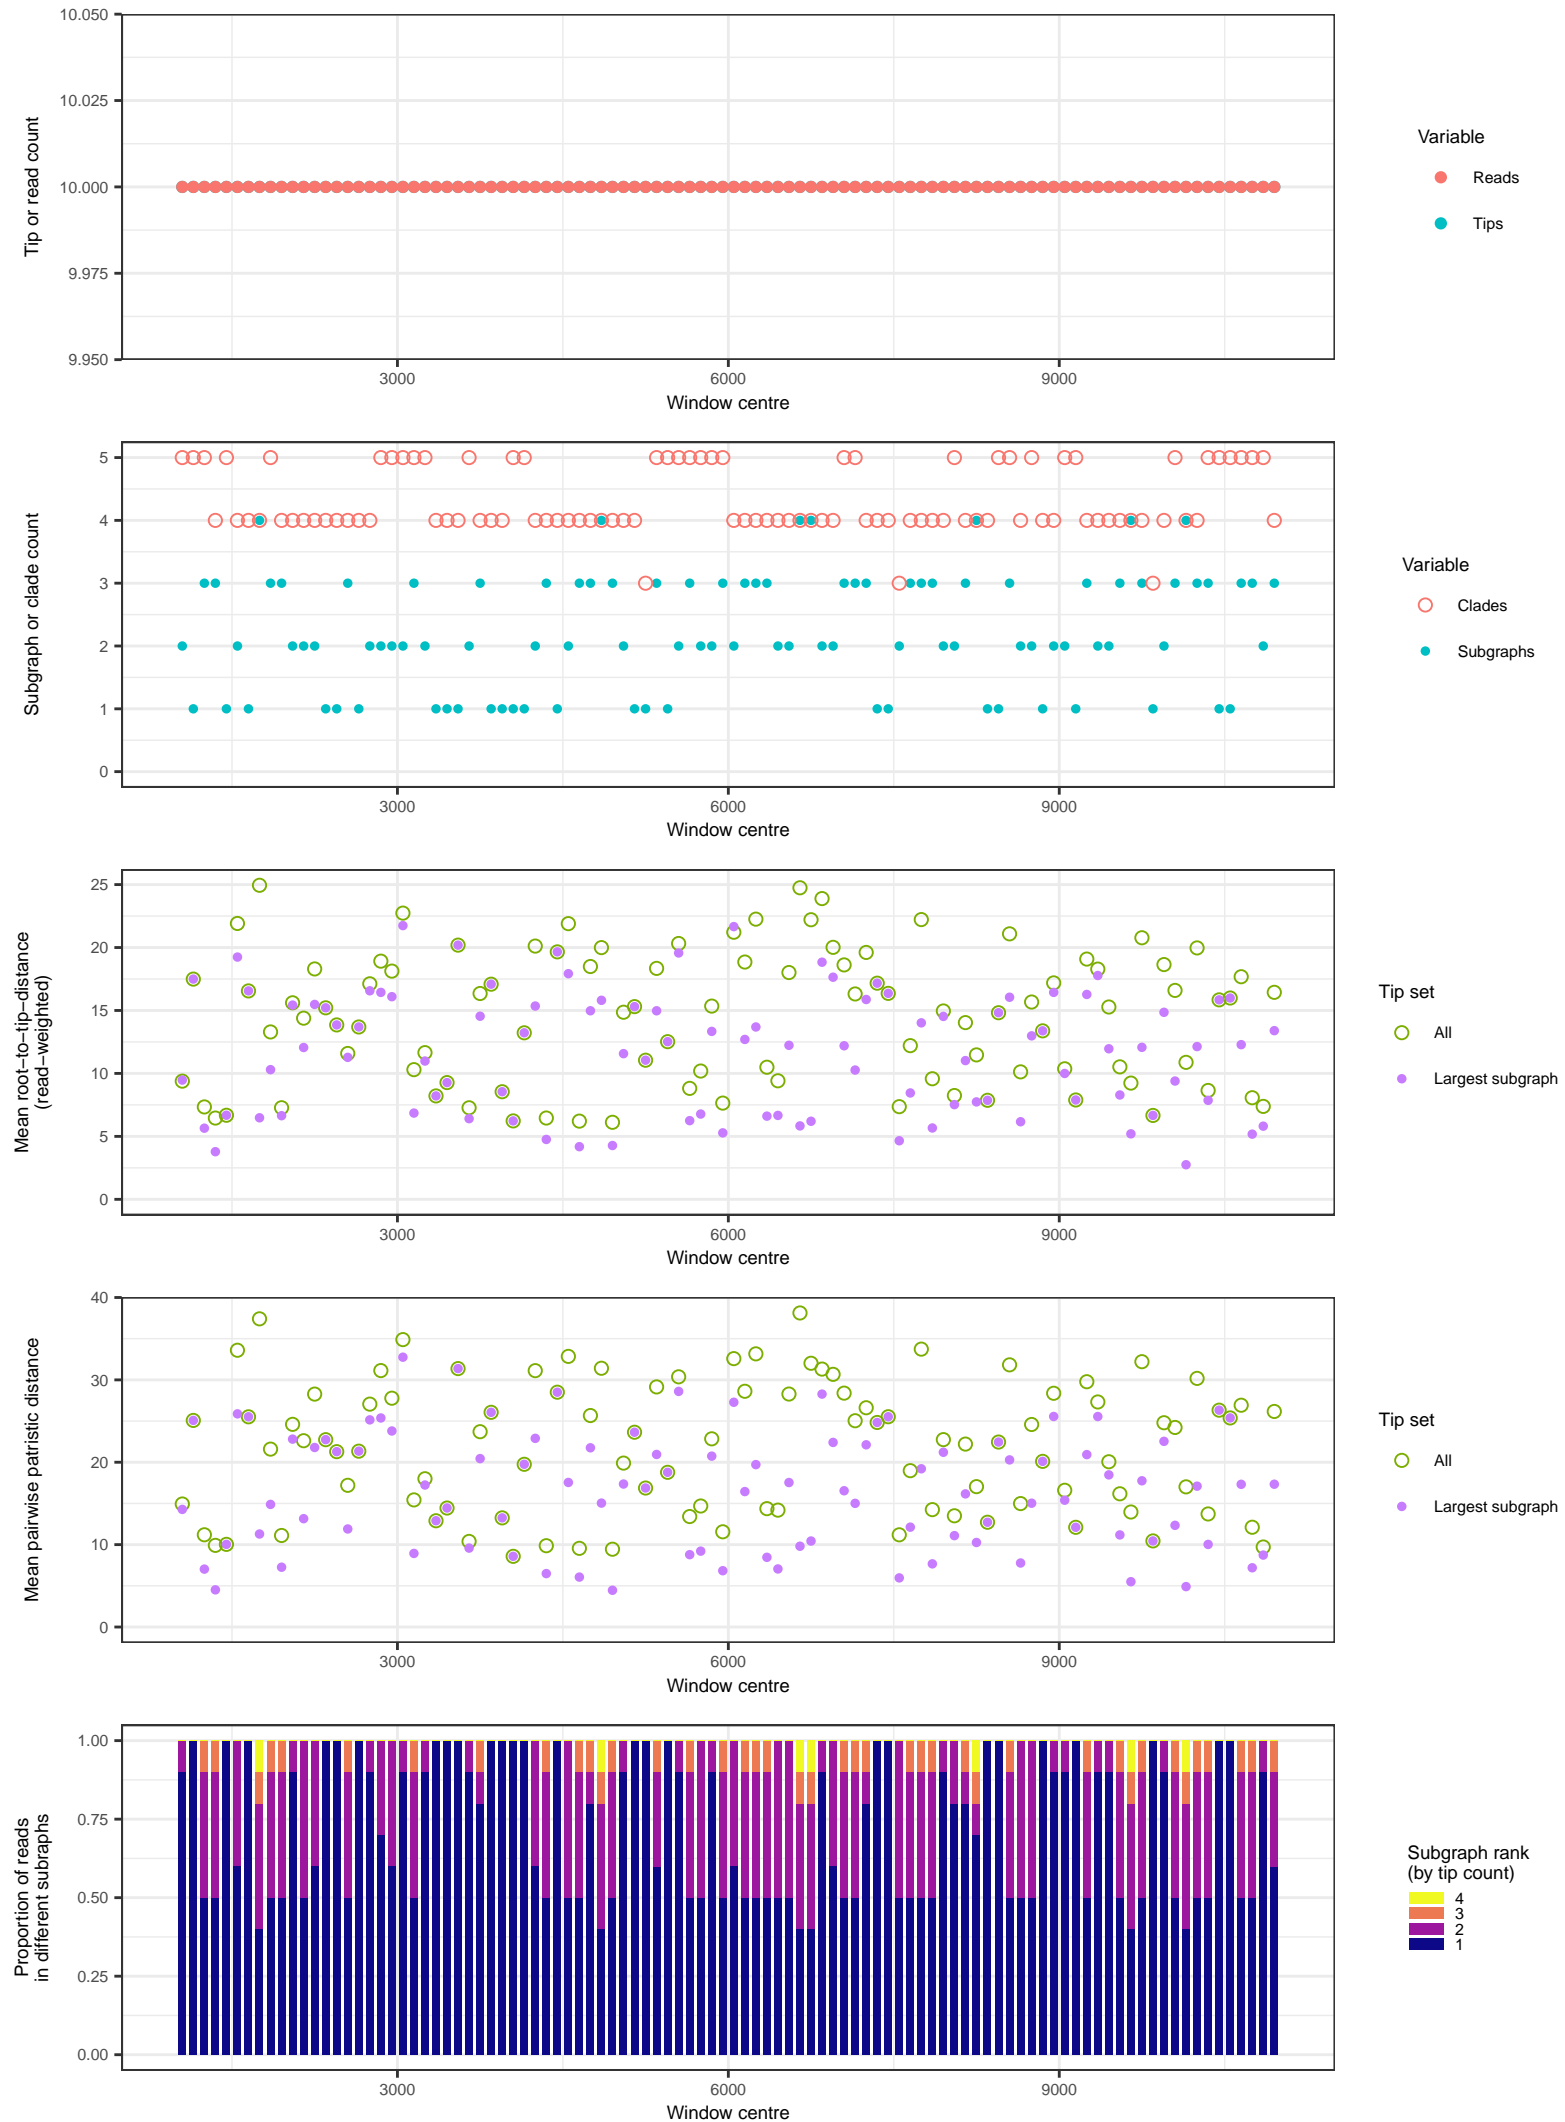 10.050
10.025
10.000
9.975
9.950
Tip or read count
3000
6000
9000
Window centre
Variable
Reads
Tips
5
4
3
2
1
0
Subgraph or clade count
3000
6000
9000
Window centre
Variable
Clades
Subgraphs
25
20
15
10
5
0
Mean root−to−tip−distance
(read−weighted)
3000
6000
9000
Window centre
Tip set
All
Largest subgraph
40
30
20
10
0
Mean pairwise patristic distance
3000
6000
9000
Window centre
Tip set
All
Largest subgraph
1.00
0.75
0.50
0.25
0.00
Proportion of reads
in different subraphs
3000
6000
9000
Window centre
Subgraph rank
(by tip count)
4
3
2
1